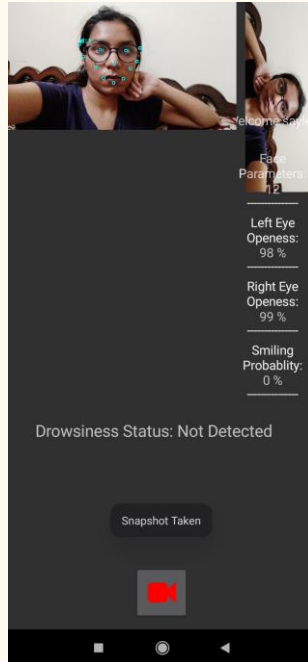 Welcome
Face
Parameters:
12
Left Eye
Openess:
98 %
Right Eye
Openess:
99 %
Smiling
Probablity:
0 %
Drowsiness Status: Not Detected
Snapshot Taken